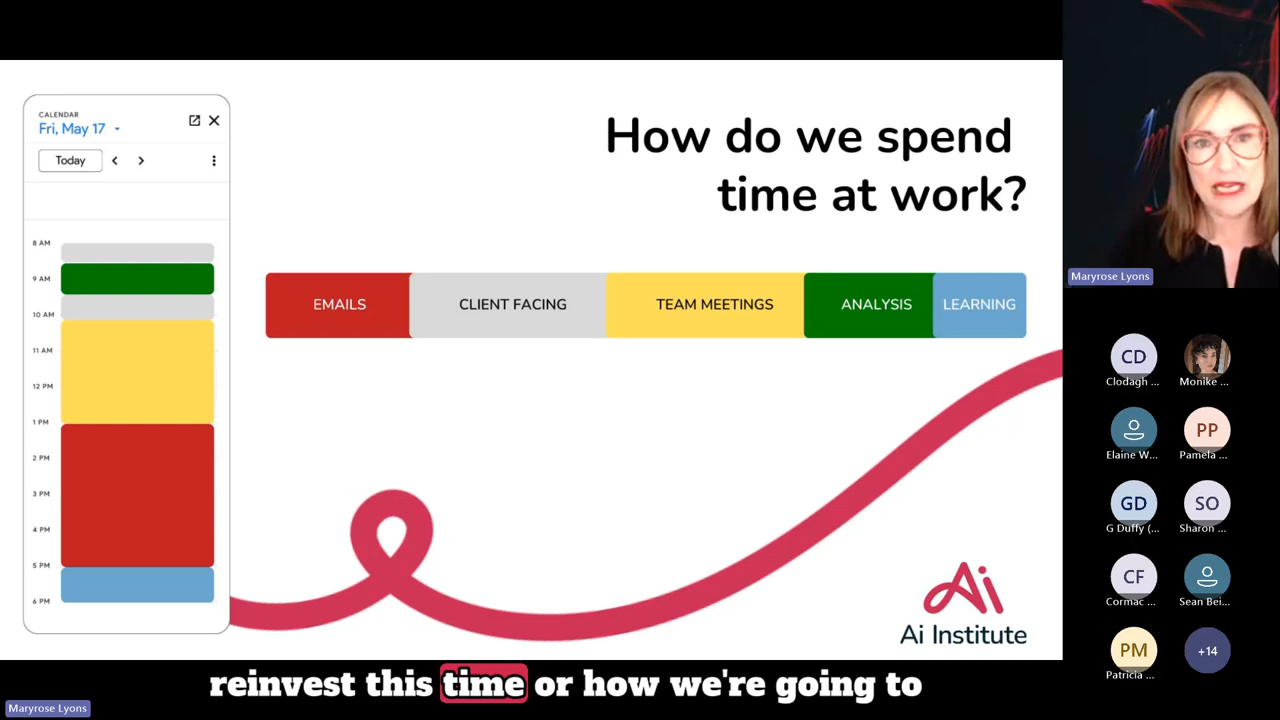 CALENDAR
Fri, May 17
Today
8 AM
9 AM
10 AM
11 AM
12 PM
1 PM
2 PM
3 PM
4 PM
5 PM
6 PM
How do we spend
time at work?
EMAILS
CLIENT FACING
TEAM MEETINGS
ANALYSIS
LEARNING
Ai
Ai Institute
Maryrose Lyons
CD
Clodagh ...
Monike ...
Elaine W...
PP
Pamela ...
GD
G Duffy (...
SO
Sharon ...
CF
Cormac ...
Sean Bei...
PM
Patricia ...
+14
reinvest this time or how we're going to
Maryrose Lyons